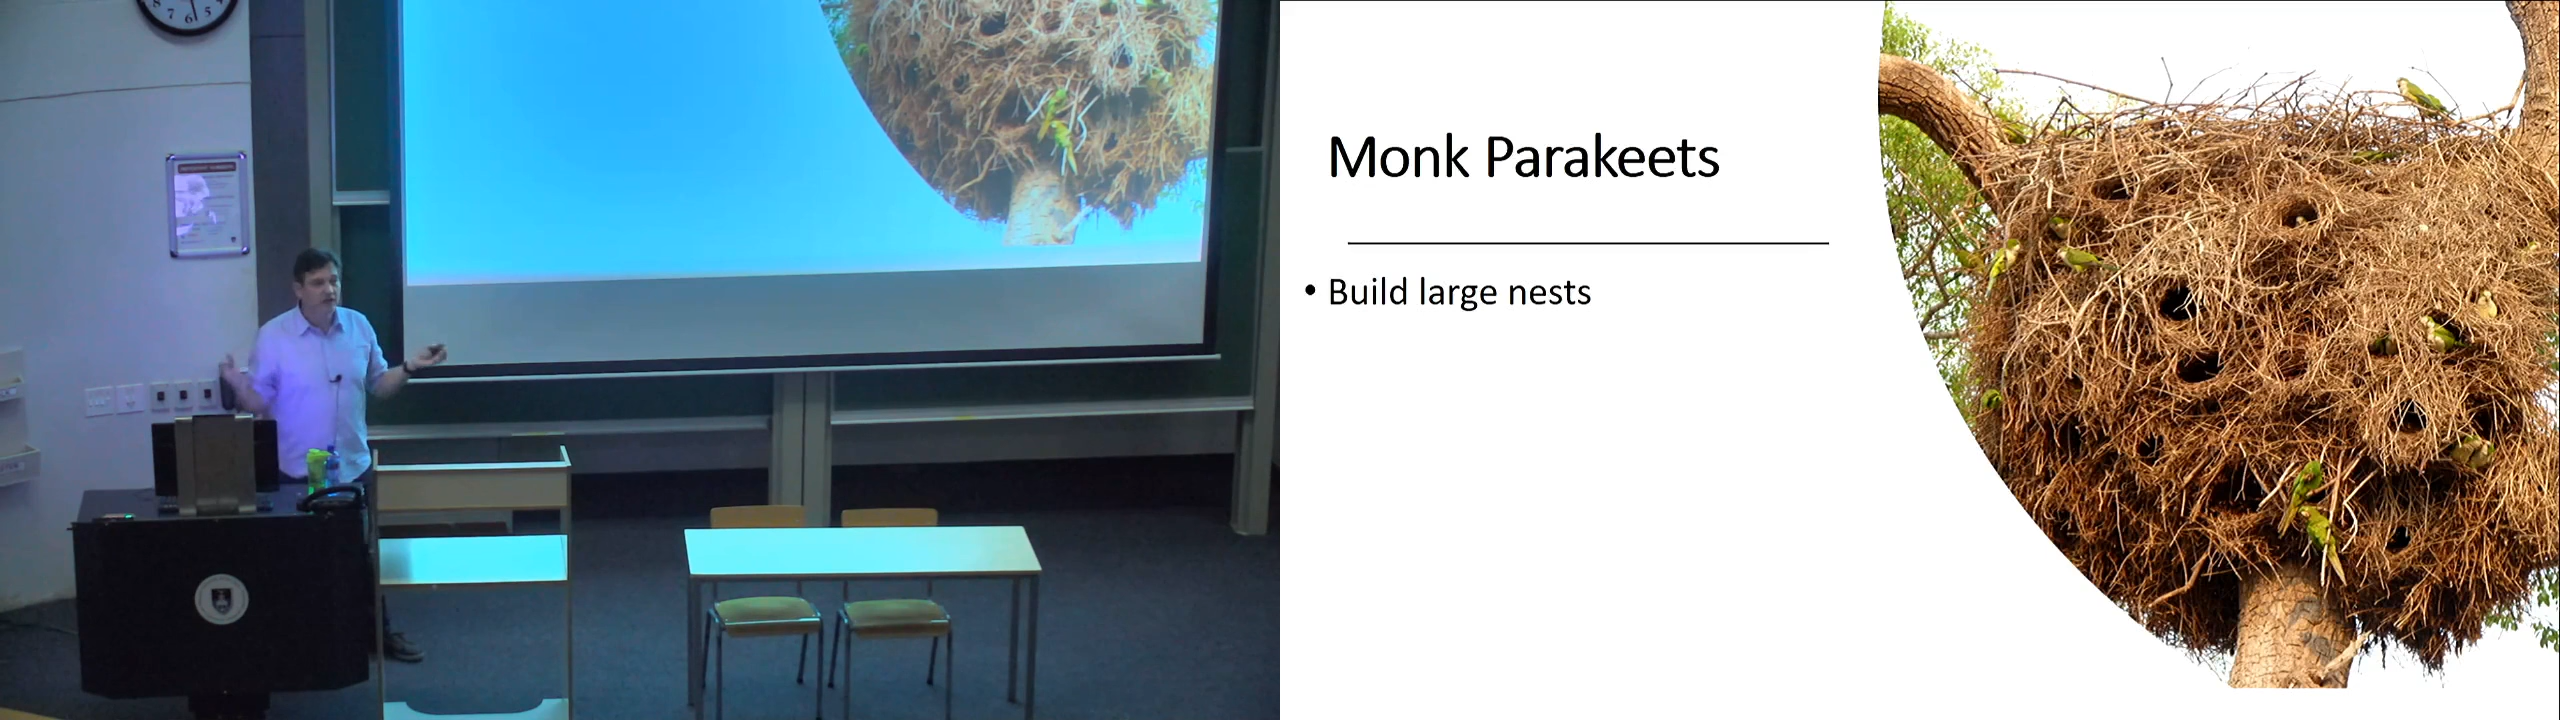 Monk Parakeets
• Build large nests